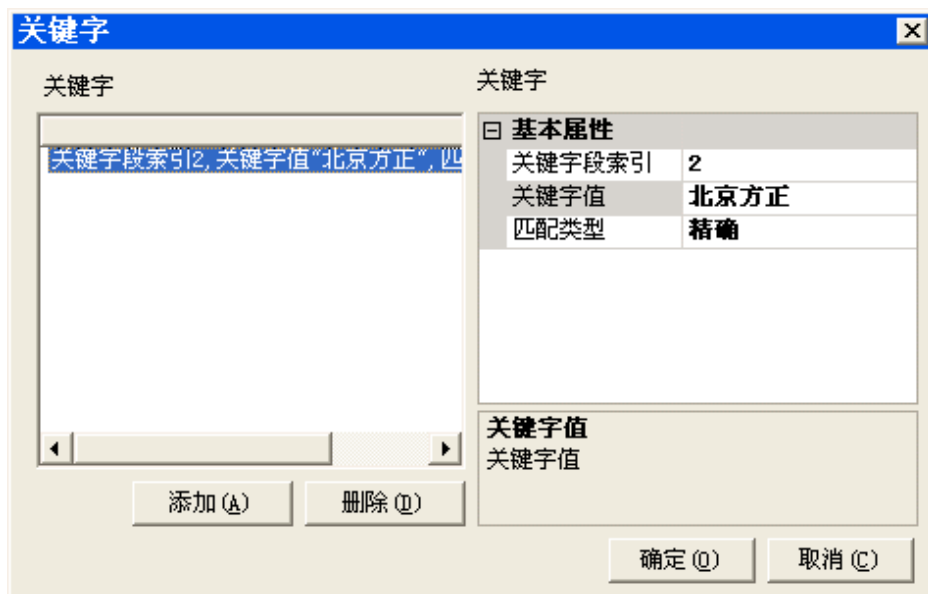 关键字
关键字
关键字段索引2,关键字值"北京方正",匹
添加(A)
删除(D)
关键字
基本属性
关键字段索引 2
关键字值 北京方正
匹配类型 精确
关键字值
关键字值
确定(O)
取消(C)